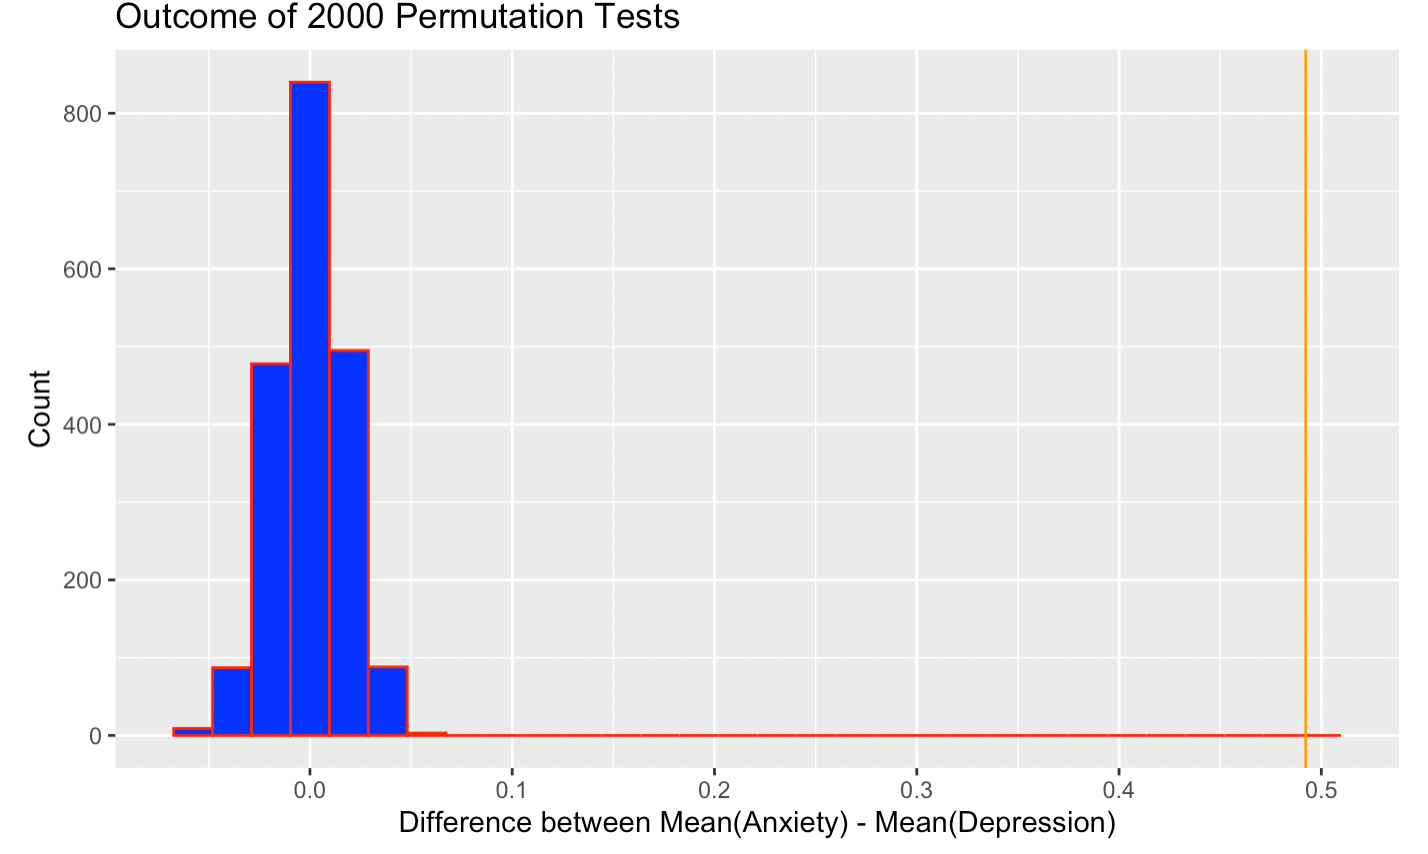 Outcome of 2000 Permutation Tests
800
600
400
200
0
Count
0.0 0.1 0.2 0.3 0.4 0.5
Difference between Mean(Anxiety) - Mean(Depression)